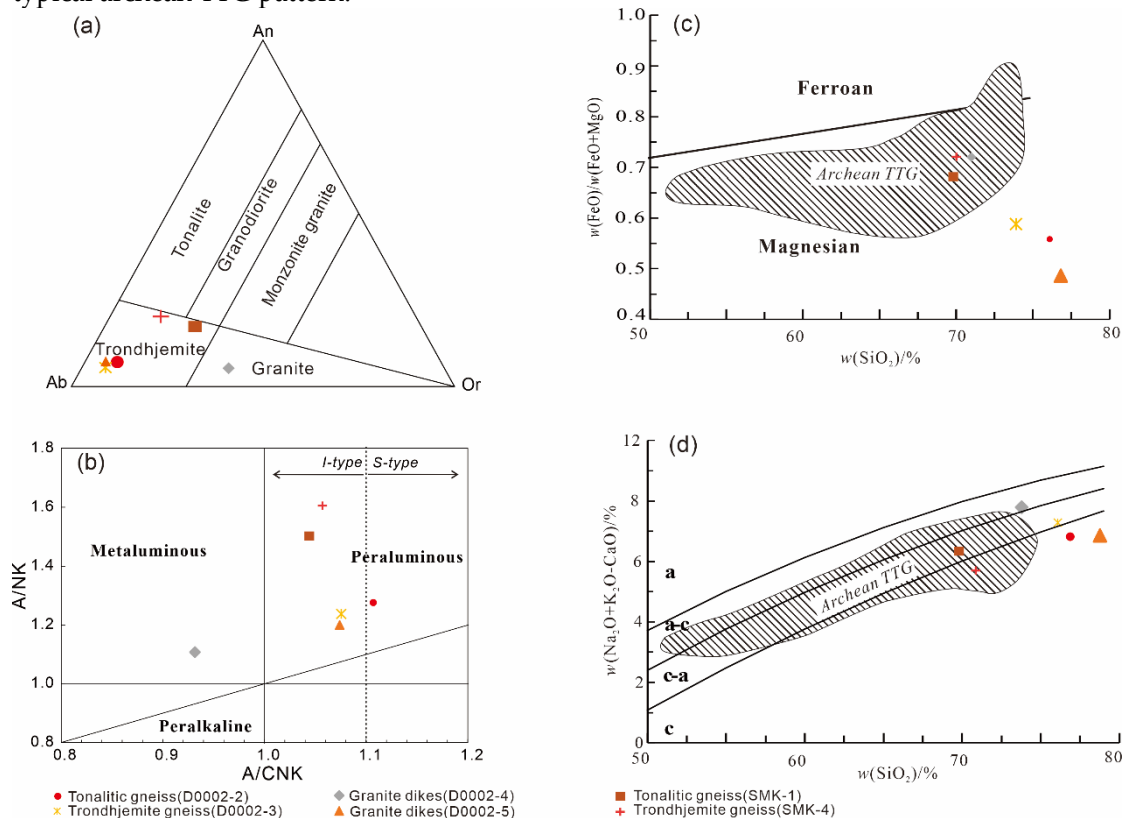 typical archean TTG pattern.
(a)
An
Tonalite
Granodiorite
Monzonite granite
Trondhjemite
Granite
Ab
Or
(c)
w(FeO)/w(FeO+MgO)
1.0
0.9
0.8
0.7
0.6
0.5
0.4
Ferroan
Archean TTG
Magnesian
50
60
70
80
w(SiO₂)/%
(b)
A/NK
1.8
1.6
1.4
1.2
1.0
0.8
I-type
S-type
Metaluminous
Peraluminous
Peralkaline
0.8
0.9
1.0
1.1
1.2
A/CNK
(d)
w(Na₂O+K₂O-CaO)/%
12
10
8
6
4
2
0
a
a-c
c-a
c
Archean TTG
50
60
70
80
w(SiO₂)/%
Tonalitic gneiss(D0002-2)
Granite dikes(D0002-4)
Tonalitic gneiss(SMK-1)
Trondhjemite gneiss(D0002-3)
Granite dikes(D0002-5)
Trondhjemite gneiss(SMK-4)